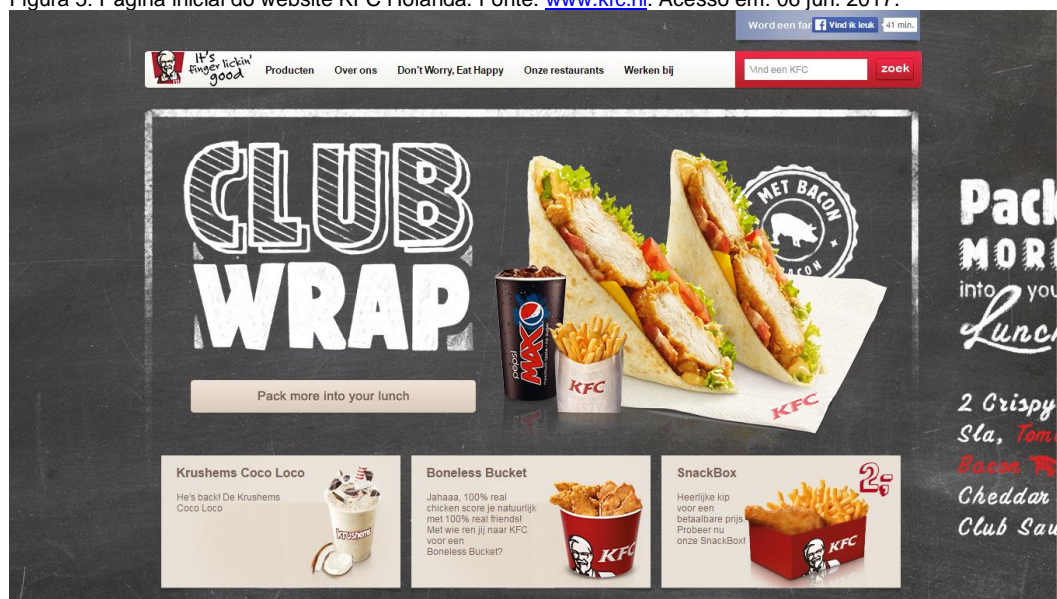 Figura 5: Página inicial do website KFC Holanda. Fonte: www.kfc.nl. Acesso em: 06 jun. 2017.
Word een fan Vind ik leuk 41 mln.
It's finger lickin' good
Producten Over ons Don't Worry, Eat Happy Onze restaurants Werken bij
Vind een KFC zoek
CLUB
WRAP
MET BACON
BACON
pepsi MAX
KFC
KFC
Pack more into your lunch
MORE
into you
2 Crispy
Sla,
Bacon
Cheddar
Club
Krushems Coco Loco
He's back! De Krushems
Coco Loco
Krushems
Boneless Bucket
Jahaaa, 100% real
chicken score je natuurlijk
met 100% real friends!
Met wie ren jij naar KFC
voor een
Boneless Bucket?
KFC
SnackBox
2,-
Heerlijke kip
voor een
betaalbare prijs.
Probeer nu
onze SnackBox!
KFC